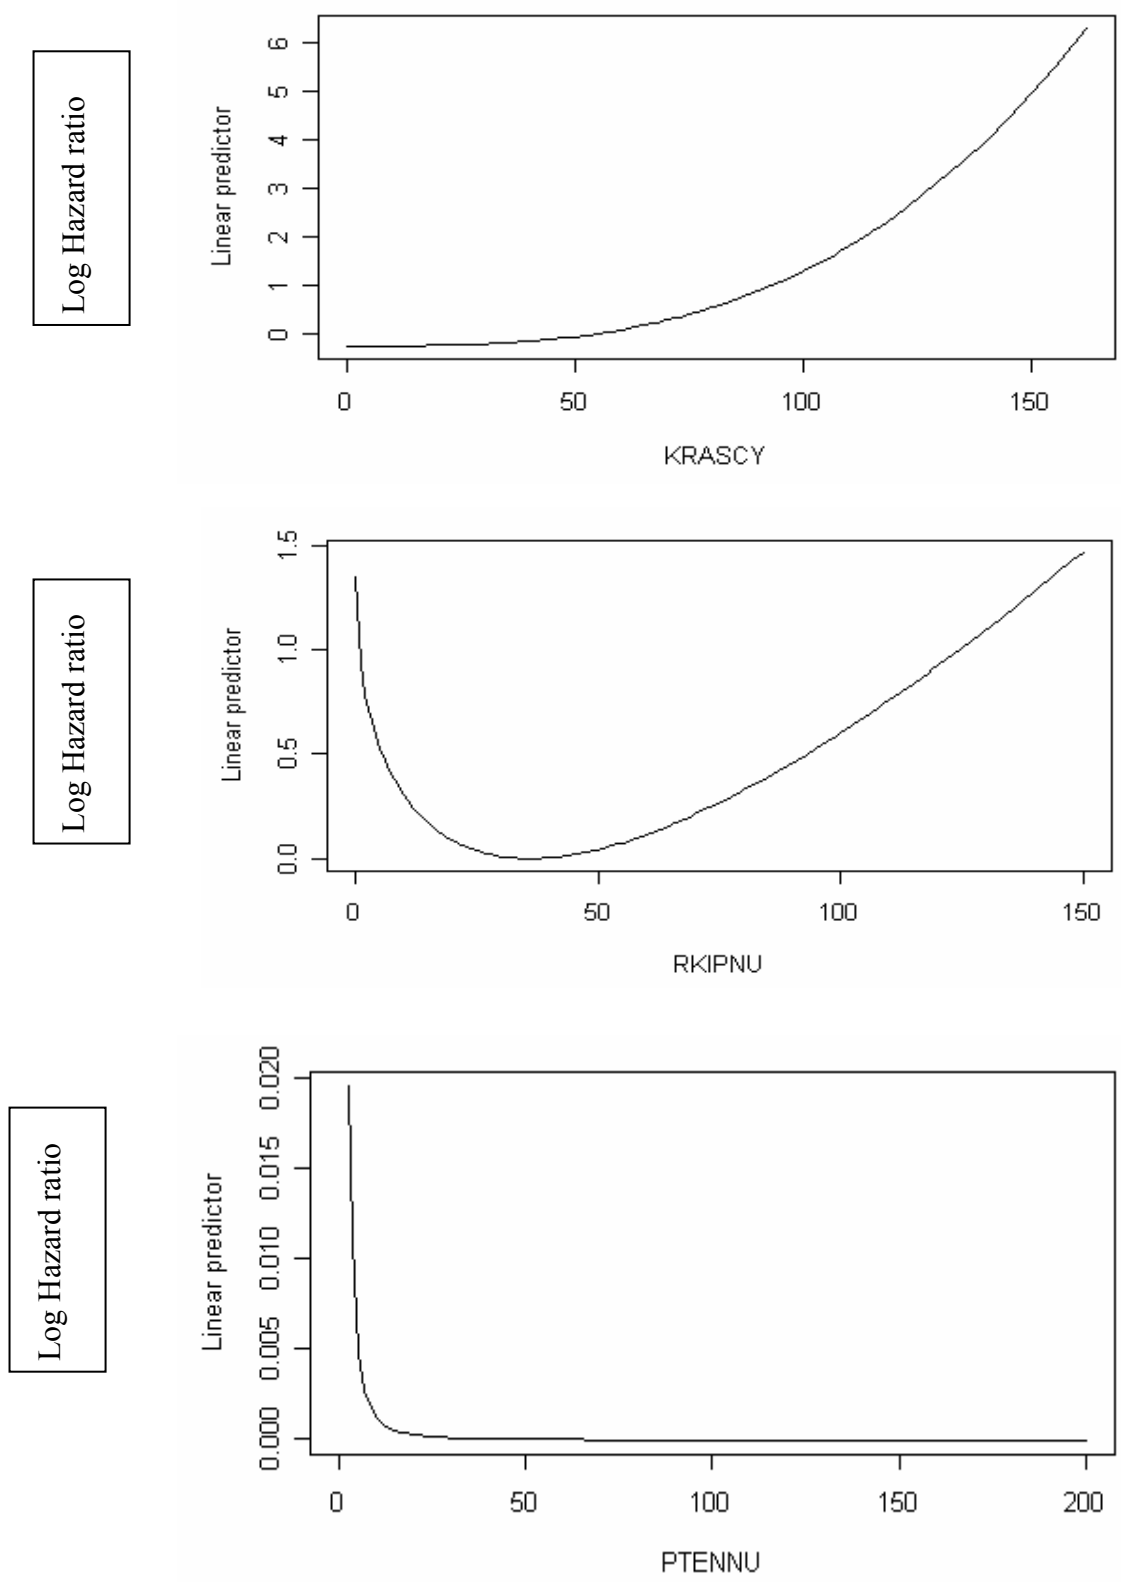 Log Hazard ratio
Linear predictor
6
5
4
3
2
1
0
0 50 100 150
KRASCY
Log Hazard ratio
Linear predictor
1.5
1.0
0.5
0.0
0 50 100 150
RKIPNU
Log Hazard ratio
Linear predictor
0.020
0.015
0.010
0.005
0.000
0 50 100 150 200
PTENNU